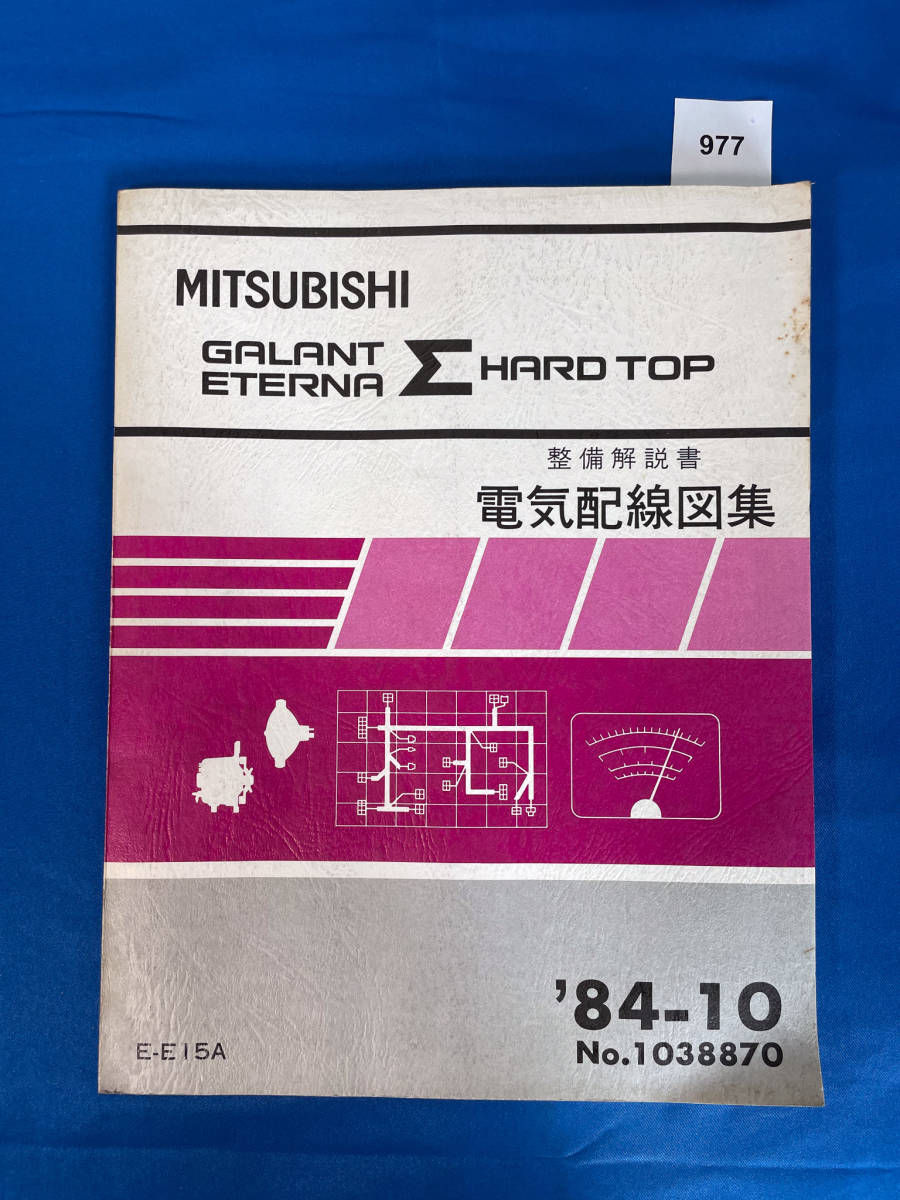 977
MITSUBISHI
GALANT
ETERNA Σ HARD TOP
整備解説書
電気配線図集
'84-10
E-E15A
No.1038870